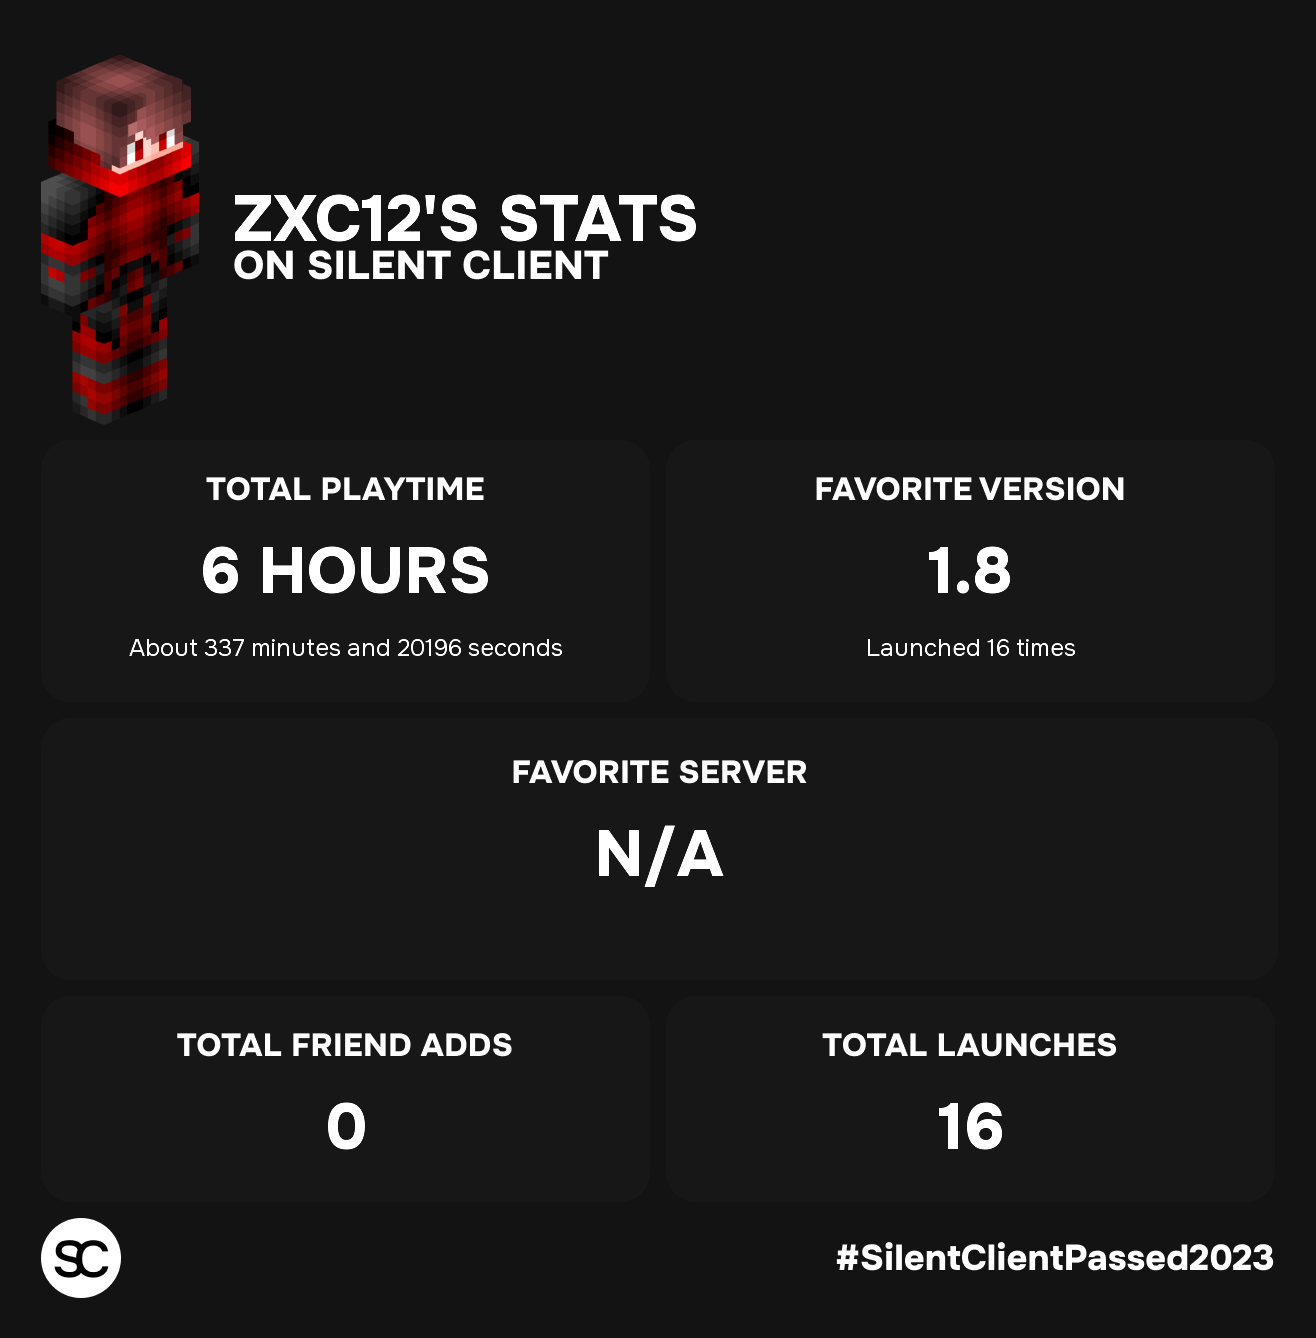 ZXC12'S STATS
ON SILENT CLIENT
TOTAL PLAYTIME
6 HOURS
About 337 minutes and 20196 seconds
FAVORITE VERSION
1.8
Launched 16 times
FAVORITE SERVER
N/A
TOTAL FRIEND ADDS
0
TOTAL LAUNCHES
16
SC
#SilentClientPassed2023